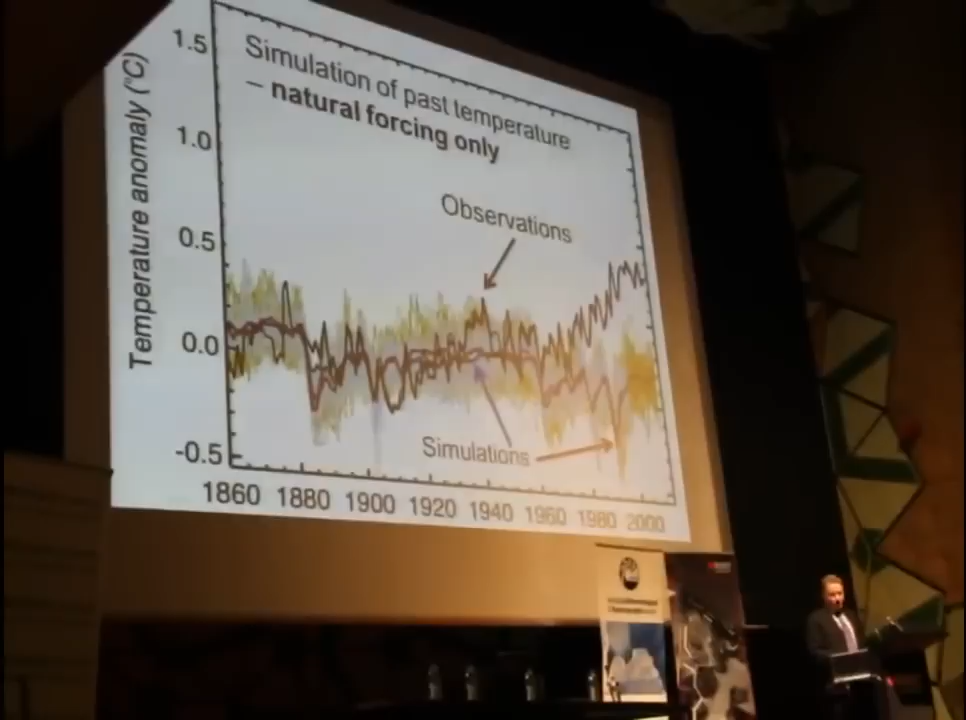 Simulation of past temperature
– natural forcing only
Temperature anomaly (°C)
1.5
1.0
0.5
0.0
-0.5
Observations
Simulations
1860 1880 1900 1920 1940 1960 1980 2000